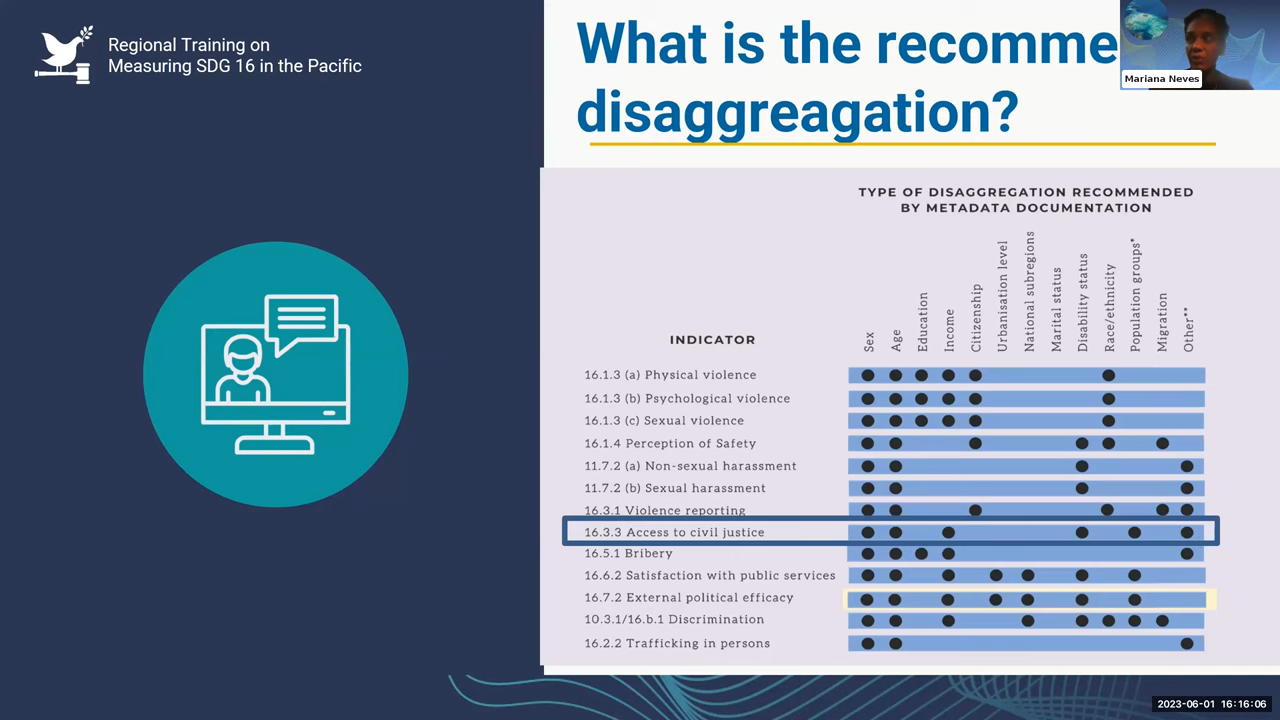 Regional Training on
Measuring SDG 16 in the Pacific
What is the recomme
disaggreagation?
Mariana Neves
TYPE OF DISAGGREGATION RECOMMENDED
BY METADATA DOCUMENTATION
INDICATOR
Sex
Age
Education
Income
Citizenship
Urbanisation level
National subregions
Marital status
Disability status
Race/ethnicity
Population groups*
Migration
Other**
16.1.3 (a) Physical violence
16.1.3 (b) Psychological violence
16.1.3 (c) Sexual violence
16.1.4 Perception of Safety
11.7.2 (a) Non-sexual harassment
11.7.2 (b) Sexual harassment
16.3.1 Violence reporting
16.3.3 Access to civil justice
16.5.1 Bribery
16.6.2 Satisfaction with public services
16.7.2 External political efficacy
10.3.1/16.b.1 Discrimination
16.2.2 Trafficking in persons
2023-06-01 16:16:06